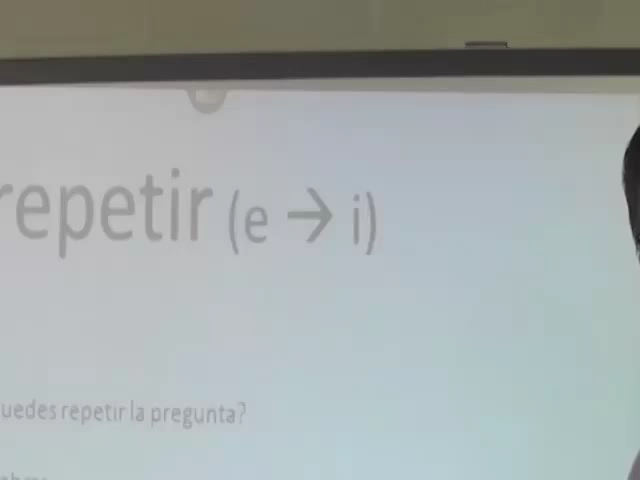 repetir (e → i)
uedes repetir la pregunta?